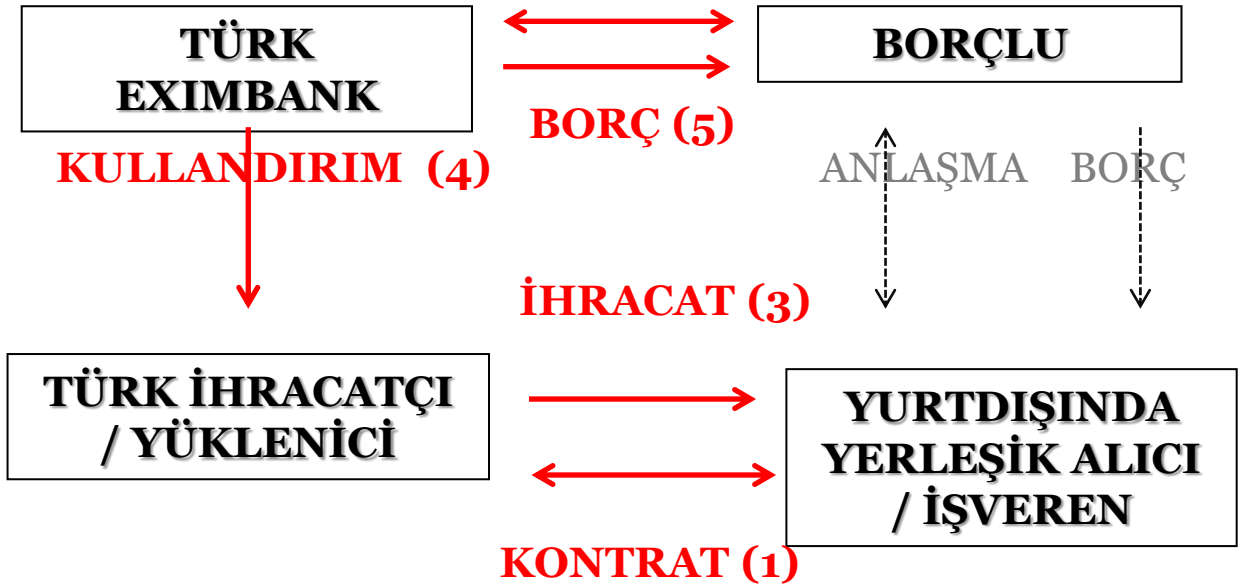 TÜRK
EXIMBANK
BORÇLU
BORÇ (5)
KULLANDIRIM (4)
ANLAŞMA BORÇ
İHRACAT (3)
TÜRK İHRACATÇI
/ YÜKLENİCİ
YURTDIŞINDA
YERLEŞİK ALICI
/ İŞVEREN
KONTRAT (1)